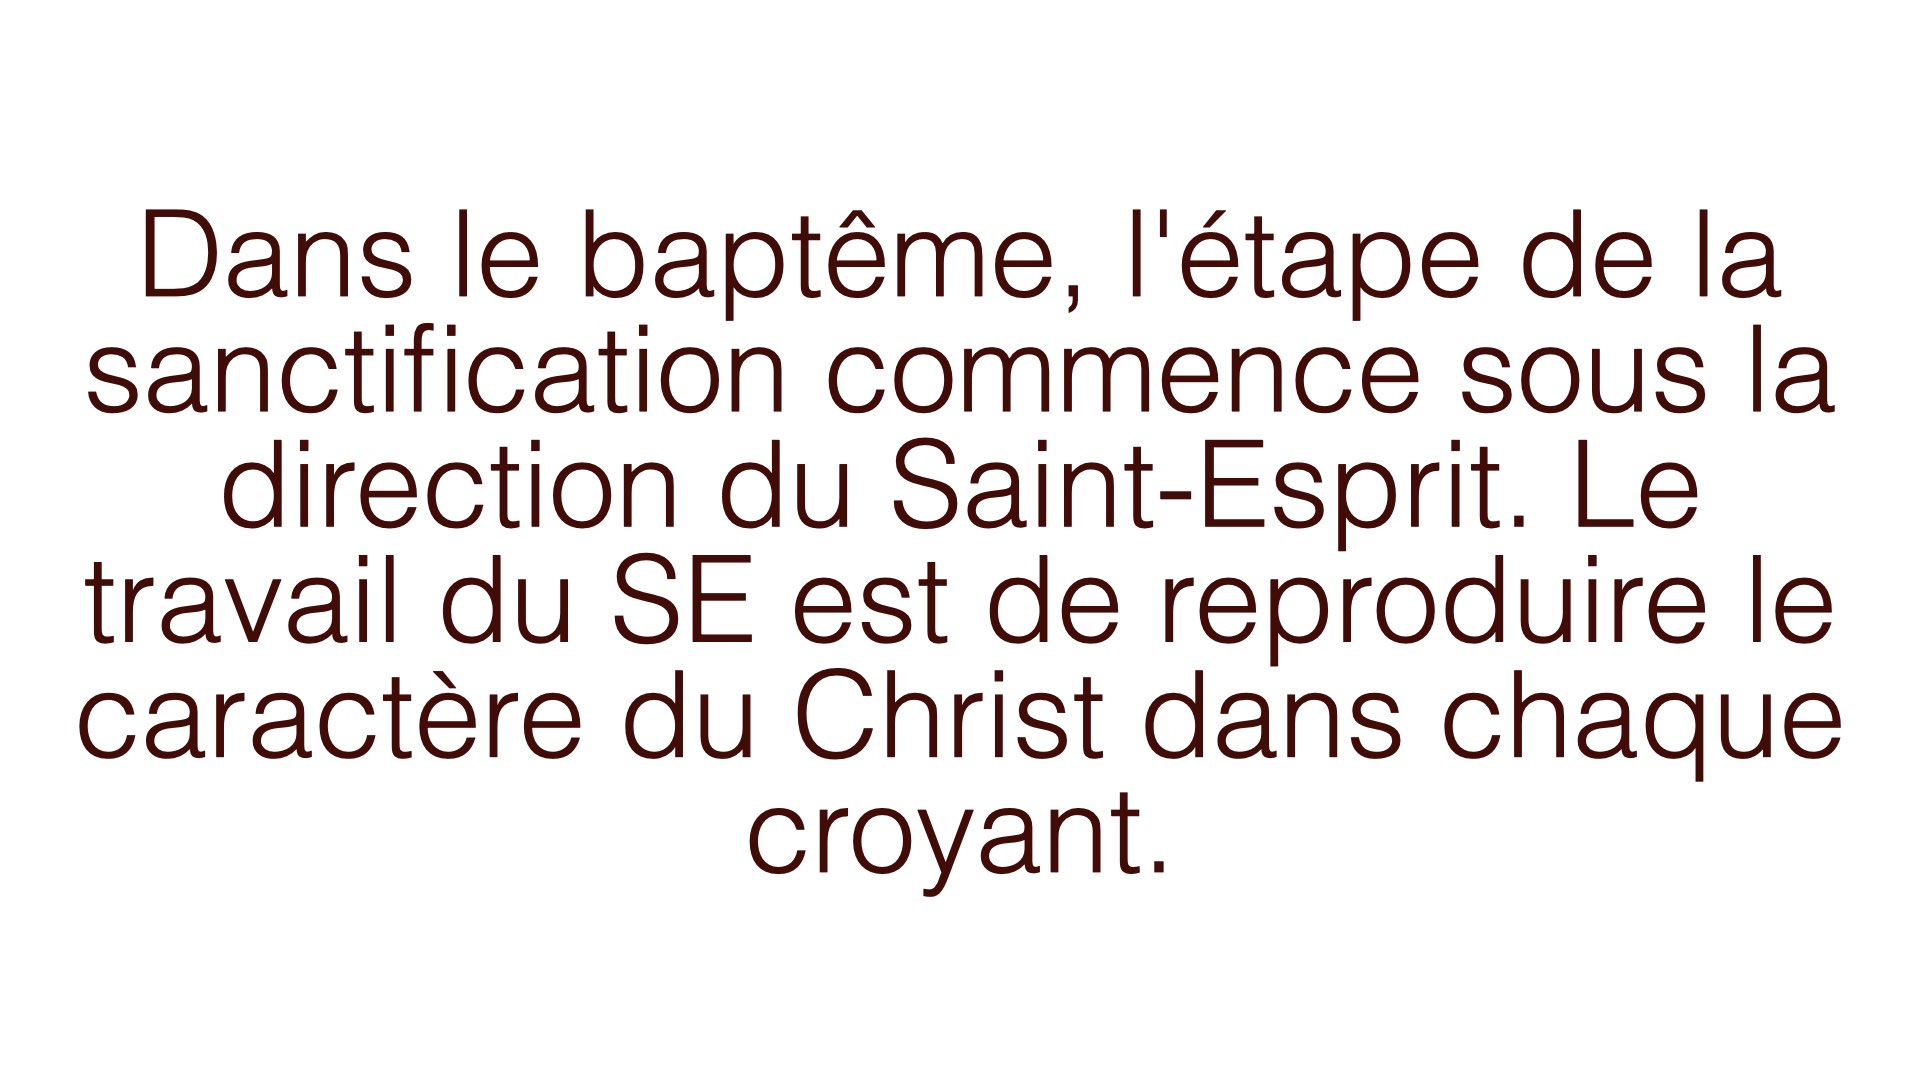 Dans le baptême, l'étape de la
sanctification commence sous la
direction du Saint-Esprit. Le
travail du SE est de reproduire le
caractère du Christ dans chaque
croyant.